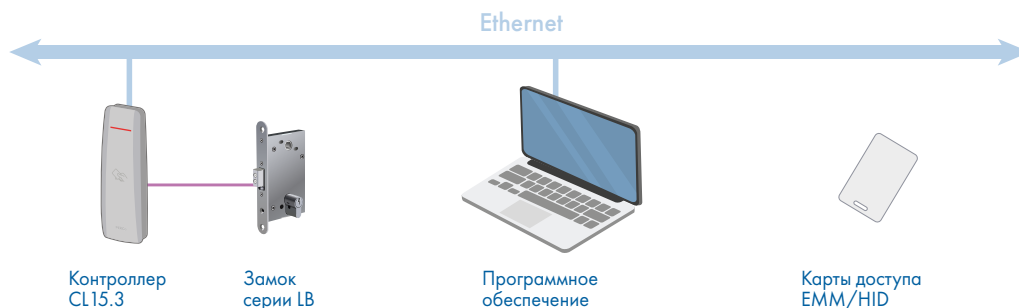 Ethernet
Контроллер
CL15.3
Замок
серии LB
Программное
обеспечение
Карты доступа
EMM/HID